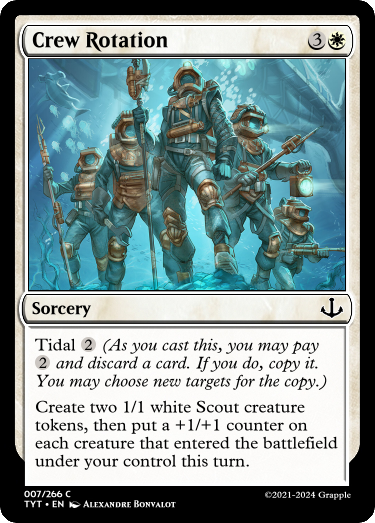 Crew Rotation 3
Sorcery
Tidal 2 (As you cast this, you may pay
2 and discard a card. If you do, copy it.
You may choose new targets for the copy.)
Create two 1/1 white Scout creature
tokens, then put a +1/+1 counter on
each creature that entered the battlefield
under your control this turn.
007/266 C
TYT • EN Alexandre Bonvalot
©2021-2024 Grapple